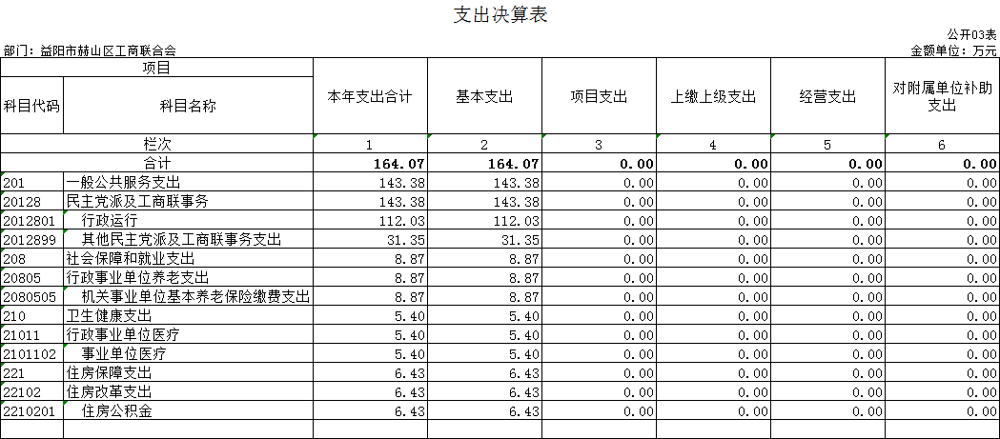 支出决算表
公开03表
部门：益阳市赫山区工商联合会 金额单位：万元
项目 本年支出合计 基本支出 项目支出 上缴上级支出 经营支出 对附属单位补助支出
科目代码 科目名称
栏次 1 2 3 4 5 6
合计 164.07 164.07 0.00 0.00 0.00 0.00
201 一般公共服务支出 143.38 143.38 0.00 0.00 0.00 0.00
20128 民主党派及工商联事务 143.38 143.38 0.00 0.00 0.00 0.00
2012801 行政运行 112.03 112.03 0.00 0.00 0.00 0.00
2012899 其他民主党派及工商联事务支出 31.35 31.35 0.00 0.00 0.00 0.00
208 社会保障和就业支出 8.87 8.87 0.00 0.00 0.00 0.00
20805 行政事业单位养老支出 8.87 8.87 0.00 0.00 0.00 0.00
2080505 机关事业单位基本养老保险缴费支出 8.87 8.87 0.00 0.00 0.00 0.00
210 卫生健康支出 5.40 5.40 0.00 0.00 0.00 0.00
21011 行政事业单位医疗 5.40 5.40 0.00 0.00 0.00 0.00
2101102 事业单位医疗 5.40 5.40 0.00 0.00 0.00 0.00
221 住房保障支出 6.43 6.43 0.00 0.00 0.00 0.00
22102 住房改革支出 6.43 6.43 0.00 0.00 0.00 0.00
2210201 住房公积金 6.43 6.43 0.00 0.00 0.00 0.00